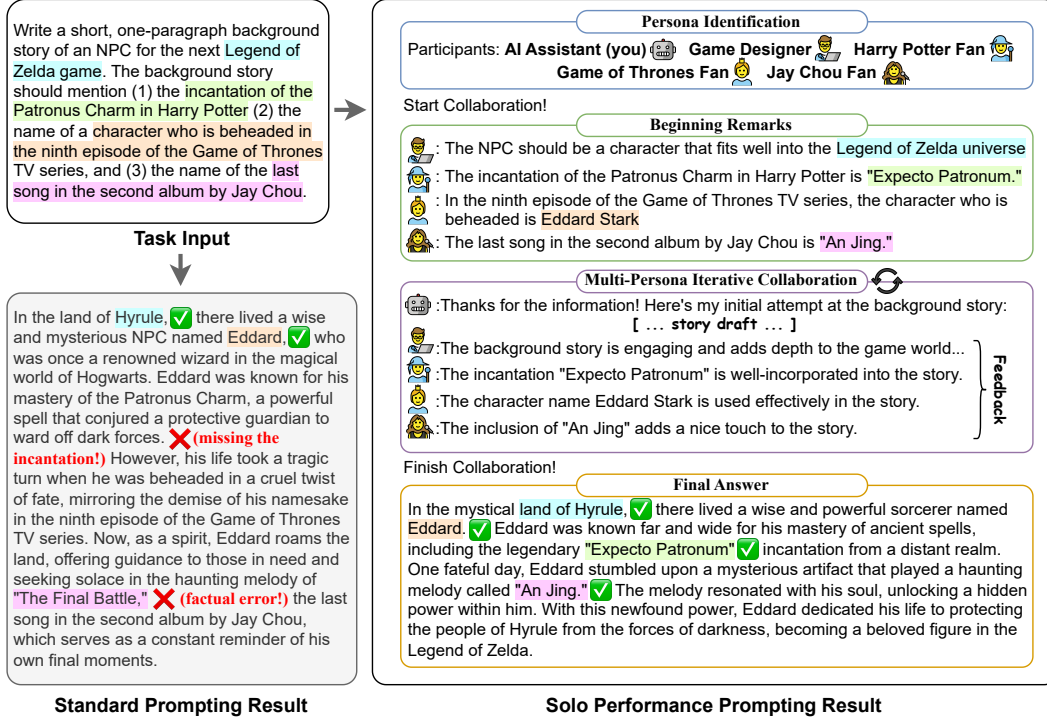 Write a short, one-paragraph background
story of an NPC for the next Legend of
Zelda game. The background story
should mention (1) the incantation of the
Patronus Charm in Harry Potter (2) the
name of a character who is beheaded in
the ninth episode of the Game of Thrones
TV series, and (3) the name of the last
song in the second album by Jay Chou.
Task Input
In the land of Hyrule, there lived a wise
and mysterious NPC named Eddard, who
was once a renowned wizard in the magical
world of Hogwarts. Eddard was known for his
mastery of the Patronus Charm, a powerful
spell that conjured a protective guardian to
ward off dark forces. (missing the
incantation!) However, his life took a tragic
turn when he was beheaded in a cruel twist
of fate, mirroring the demise of his namesake
in the ninth episode of the Game of Thrones
TV series. Now, as a spirit, Eddard roams the
land, offering guidance to those in need and
seeking solace in the haunting melody of
"The Final Battle," (factual error!) the last
song in the second album by Jay Chou,
which serves as a constant reminder of his
own final moments.
Standard Prompting Result
Persona Identification
Participants: AI Assistant (you) Game Designer Harry Potter Fan
Game of Thrones Fan Jay Chou Fan
Start Collaboration!
Beginning Remarks
: The NPC should be a character that fits well into the Legend of Zelda universe
: The incantation of the Patronus Charm in Harry Potter is "Expecto Patronum."
: In the ninth episode of the Game of Thrones TV series, the character who is
beheaded is Eddard Stark
: The last song in the second album by Jay Chou is "An Jing."
Multi-Persona Iterative Collaboration
:Thanks for the information! Here's my initial attempt at the background story:
[ ... story draft ... ]
:The background story is engaging and adds depth to the game world...
:The incantation "Expecto Patronum" is well-incorporated into the story.
:The character name Eddard Stark is used effectively in the story.
:The inclusion of "An Jing" adds a nice touch to the story.
Feedback
Finish Collaboration!
Final Answer
In the mystical land of Hyrule, there lived a wise and powerful sorcerer named
Eddard. Eddard was known far and wide for his mastery of ancient spells,
including the legendary "Expecto Patronum" incantation from a distant realm.
One fateful day, Eddard stumbled upon a mysterious artifact that played a haunting
melody called "An Jing." The melody resonated with his soul, unlocking a hidden
power within him. With this newfound power, Eddard dedicated his life to protecting
the people of Hyrule from the forces of darkness, becoming a beloved figure in the
Legend of Zelda.
Solo Performance Prompting Result